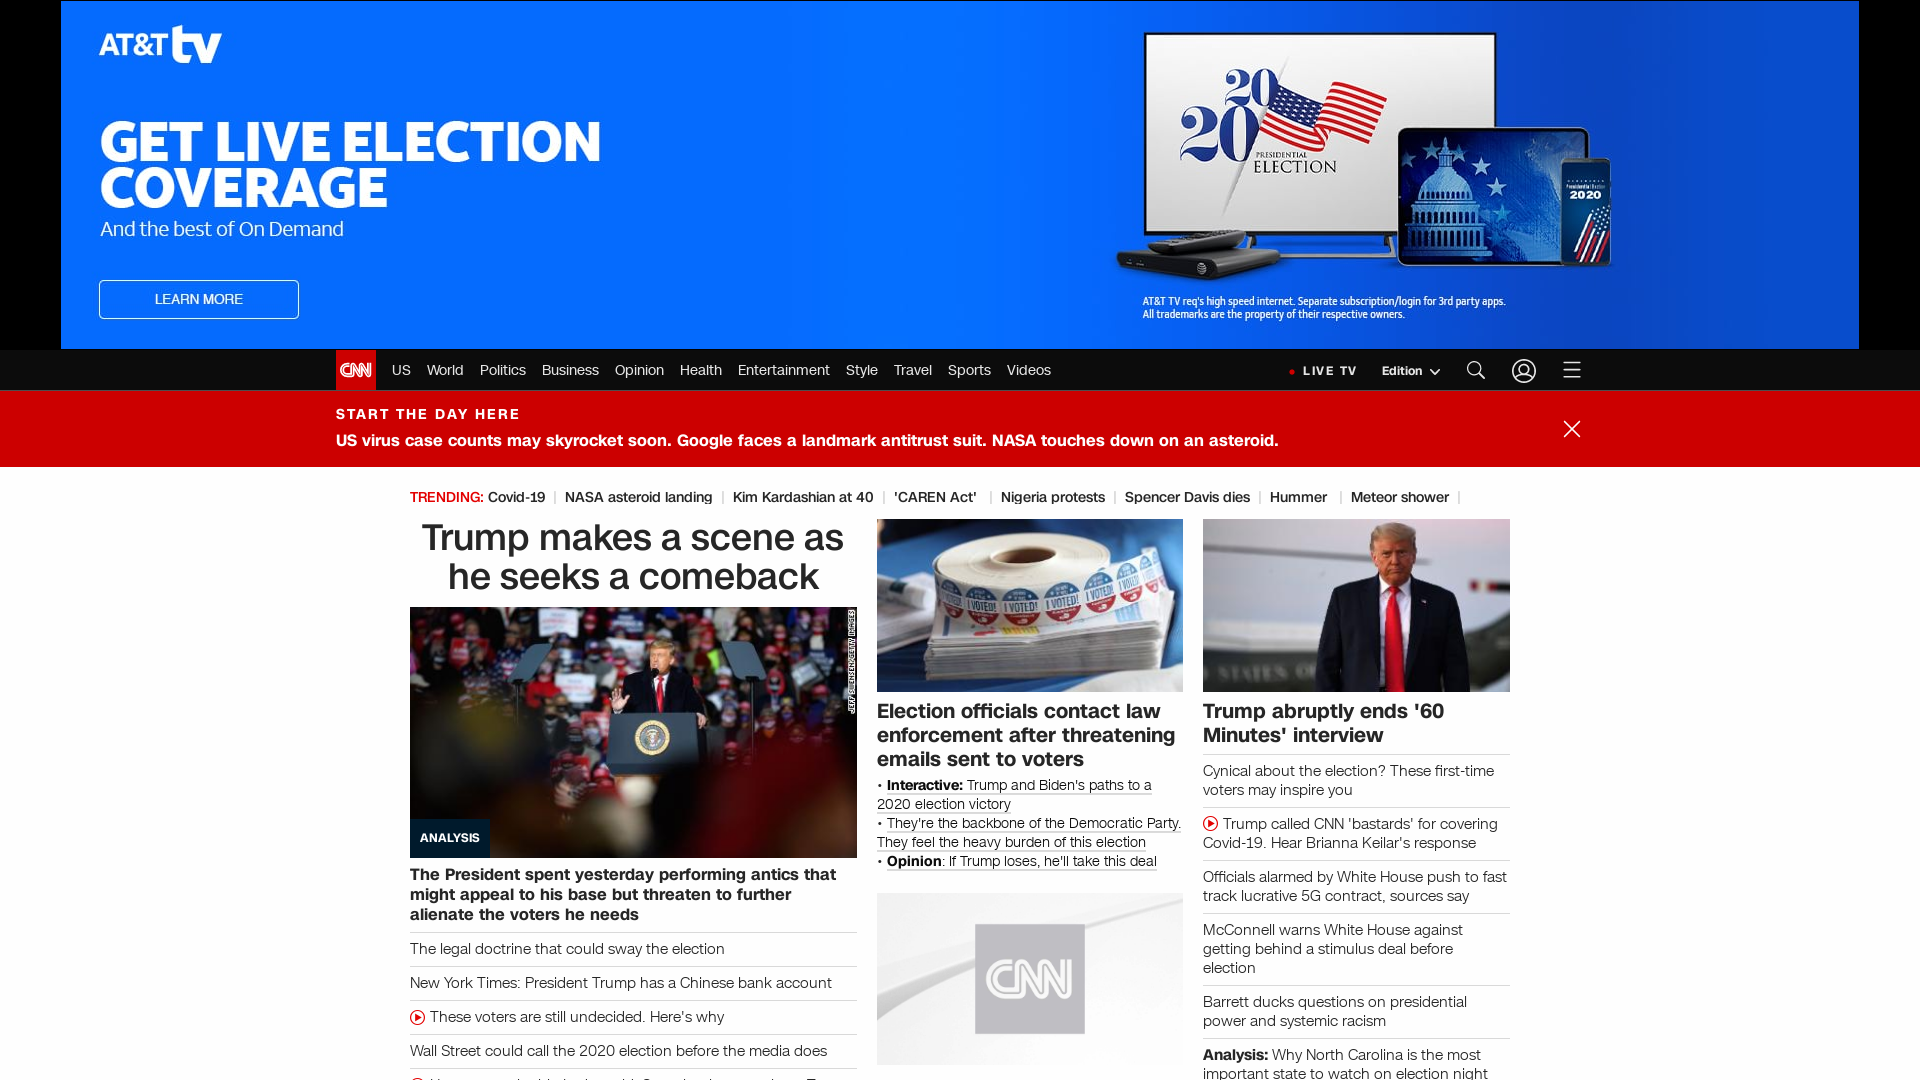 AT&T tv
GET LIVE ELECTION
COVERAGE
And the best of On Demand
LEARN MORE
20
20
PRESIDENTIAL
ELECTION
Presidential Election
2020
AT&T TV req's high speed internet. Separate subscription/login for 3rd party apps.
All trademarks are the property of their respective owners.
CNN US World Politics Business Opinion Health Entertainment Style Travel Sports Videos LIVE TV Edition
START THE DAY HERE
US virus case counts may skyrocket soon. Google faces a landmark antitrust suit. NASA touches down on an asteroid.
TRENDING: Covid-19 | NASA asteroid landing | Kim Kardashian at 40 | 'CAREN Act' | Nigeria protests | Spencer Davis dies | Hummer | Meteor shower |
Trump makes a scene as
he seeks a comeback
JEFF SWENSEN/GETTY IMAGES
ANALYSIS
The President spent yesterday performing antics that
might appeal to his base but threaten to further
alienate the voters he needs
The legal doctrine that could sway the election
New York Times: President Trump has a Chinese bank account
These voters are still undecided. Here's why
Wall Street could call the 2020 election before the media does
I VOTED! I VOTED! I VOTED! I VOTED!
Election officials contact law
enforcement after threatening
emails sent to voters
• Interactive: Trump and Biden's paths to a
2020 election victory
• They're the backbone of the Democratic Party.
They feel the heavy burden of this election
• Opinion: If Trump loses, he'll take this deal
CNN
STATES OF
Trump abruptly ends '60
Minutes' interview
Cynical about the election? These first-time
voters may inspire you
Trump called CNN 'bastards' for covering
Covid-19. Hear Brianna Keilar's response
Officials alarmed by White House push to fast
track lucrative 5G contract, sources say
McConnell warns White House against
getting behind a stimulus deal before
election
Barrett ducks questions on presidential
power and systemic racism
Analysis: Why North Carolina is the most
important state to watch on election night